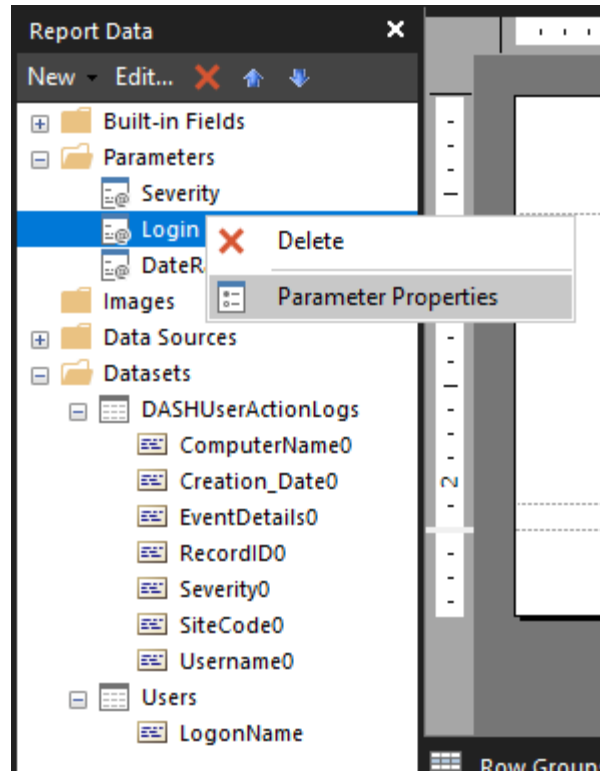 Report Data
New Edit...
Built-in Fields
Parameters
Severity
Login
Delete
DateR
Parameter Properties
Images
Data Sources
Datasets
DASHUserActionLogs
ComputerName0
Creation_Date0
2
EventDetails0
RecordID0
Severity0
SiteCode0
Username0
Users
LogonName
Row Groups